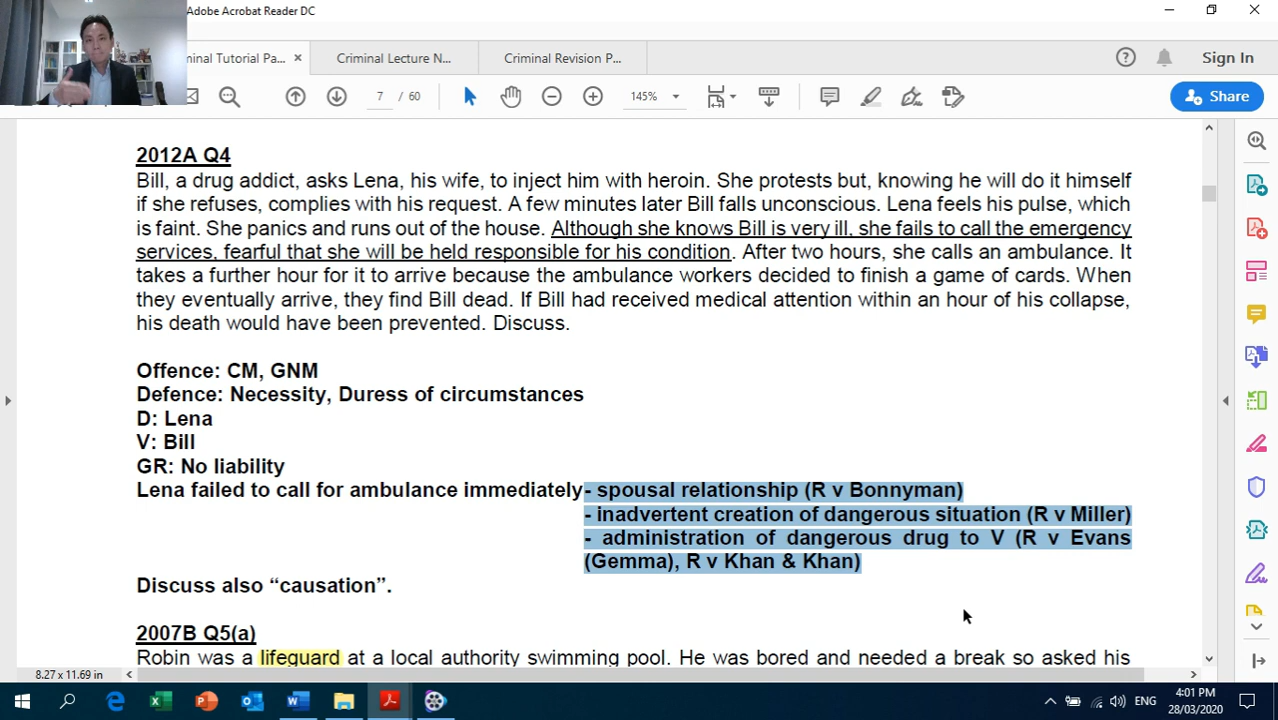 Adobe Acrobat Reader DC
minal Tutorial Pa...
Criminal Lecture N...
Criminal Revision P...
Sign In
7 / 60
145%
Share
2012A Q4
Bill, a drug addict, asks Lena, his wife, to inject him with heroin. She protests but, knowing he will do it himself
if she refuses, complies with his request. A few minutes later Bill falls unconscious. Lena feels his pulse, which
is faint. She panics and runs out of the house. Although she knows Bill is very ill, she fails to call the emergency
services, fearful that she will be held responsible for his condition. After two hours, she calls an ambulance. It
takes a further hour for it to arrive because the ambulance workers decided to finish a game of cards. When
they eventually arrive, they find Bill dead. If Bill had received medical attention within an hour of his collapse,
his death would have been prevented. Discuss.
Offence: CM, GNM
Defence: Necessity, Duress of circumstances
D: Lena
V: Bill
GR: No liability
Lena failed to call for ambulance immediately- spousal relationship (R v Bonnyman)
- inadvertent creation of dangerous situation (R v Miller)
- administration of dangerous drug to V (R v Evans
(Gemma), R v Khan & Khan)
Discuss also “causation”.
2007B Q5(a)
Robin was a lifeguard at a local authority swimming pool. He was bored and needed a break so asked his
8.27 x 11.69 in
ENG
4:01 PM
28/03/2020